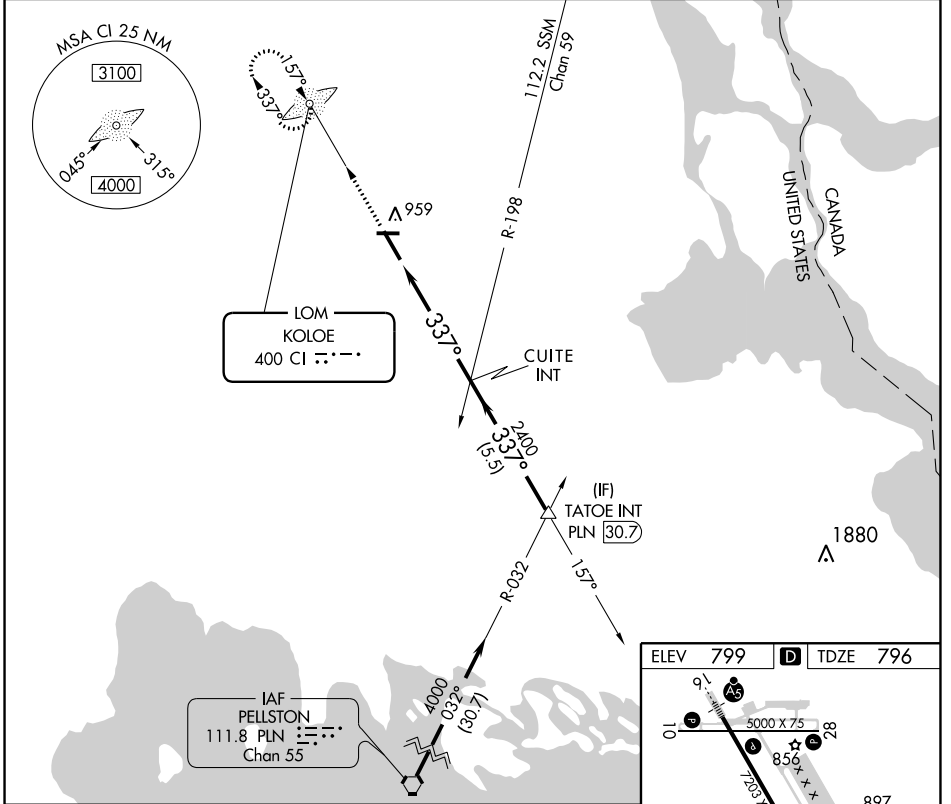 MSA CI 25 NM
3100
045°
315°
4000
157°
337°
112.2 SSM
Chan 59
R-198
CANADA
UNITED STATES
959
LOM
KOLOE
400 CI
337°
CUITE
INT
2400
337°
(5.5)
(IF)
TATOE INT
PLN 30.7
1880
R-032
157°
4000
032°
(30.7)
IAF
PELLSTON
111.8 PLN
Chan 55
ELEV 799 D TDZE 796
16
A5
P
10
5000 X 75
28
P
856
P
7203 X
897